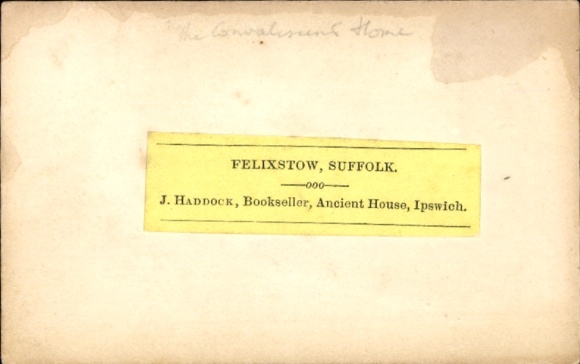 The Convalescent Home
FELIXSTOW, SUFFOLK.
ooo
J. HADDOCK, Bookseller, Ancient House, Ipswich.